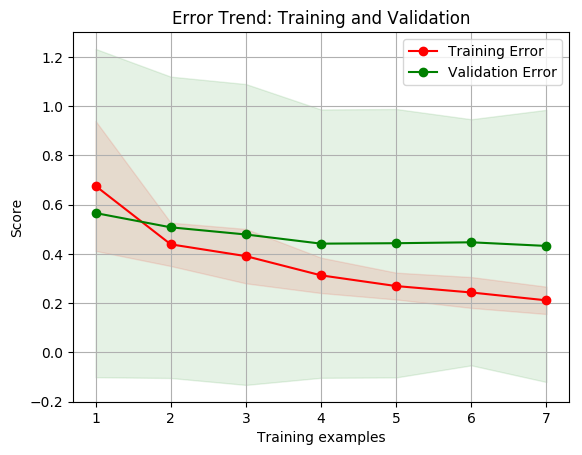 Error Trend: Training and Validation
Training Error
Validation Error
Score
1.2
1.0
0.8
0.6
0.4
0.2
0.0
−0.2
1 2 3 4 5 6 7
Training examples